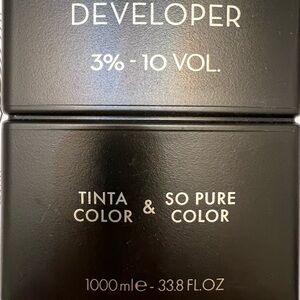 DEVELOPER
3% - 10 VOL.
TINTA COLOR & SO PURE COLOR
1000 ml e - 33.8 FL.OZ